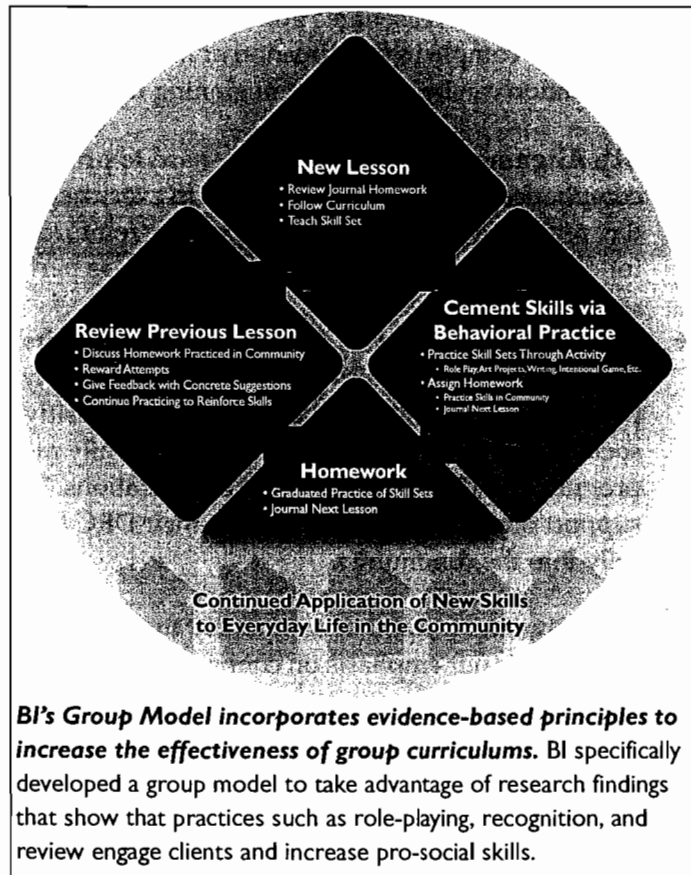 New Lesson
• Review Journal Homework
• Follow Curriculum
• Teach Skill Set
Review Previous Lesson
• Discuss Homework Practiced in Community
• Reward Attempts
• Give Feedback with Concrete Suggestions
• Continue Practicing to Reinforce Skills
Cement Skills via
Behavioral Practice
• Practice Skill Sets Through Activity
• Role Play, Art Projects, Writing, Intentional Game, Etc.
• Assign Homework
• Practice Skills in Community
• Journal Next Lesson
Homework
• Graduated Practice of Skill Sets
• Journal Next Lesson
Continued Application of New Skills
to Everyday Life in the Community
BI's Group Model incorporates evidence-based principles to
increase the effectiveness of group curriculums. BI specifically
developed a group model to take advantage of research findings
that show that practices such as role-playing, recognition, and
review engage clients and increase pro-social skills.